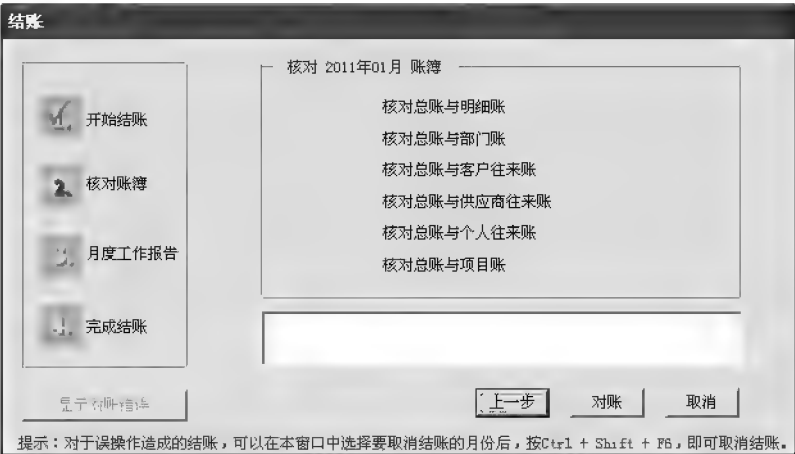 结账
核对 2011年01月 账簿
开始结账
核对账簿
月度工作报告
完成结账
核对总账与明细账
核对总账与部门账
核对总账与客户往来账
核对总账与供应商往来账
核对总账与个人往来账
核对总账与项目账
显示对账错误
上一步
对账
取消
提示：对于误操作造成的结账，可以在本窗口中选择要取消结账的月份后，按Ctrl + Shift + F6，即可取消结账。